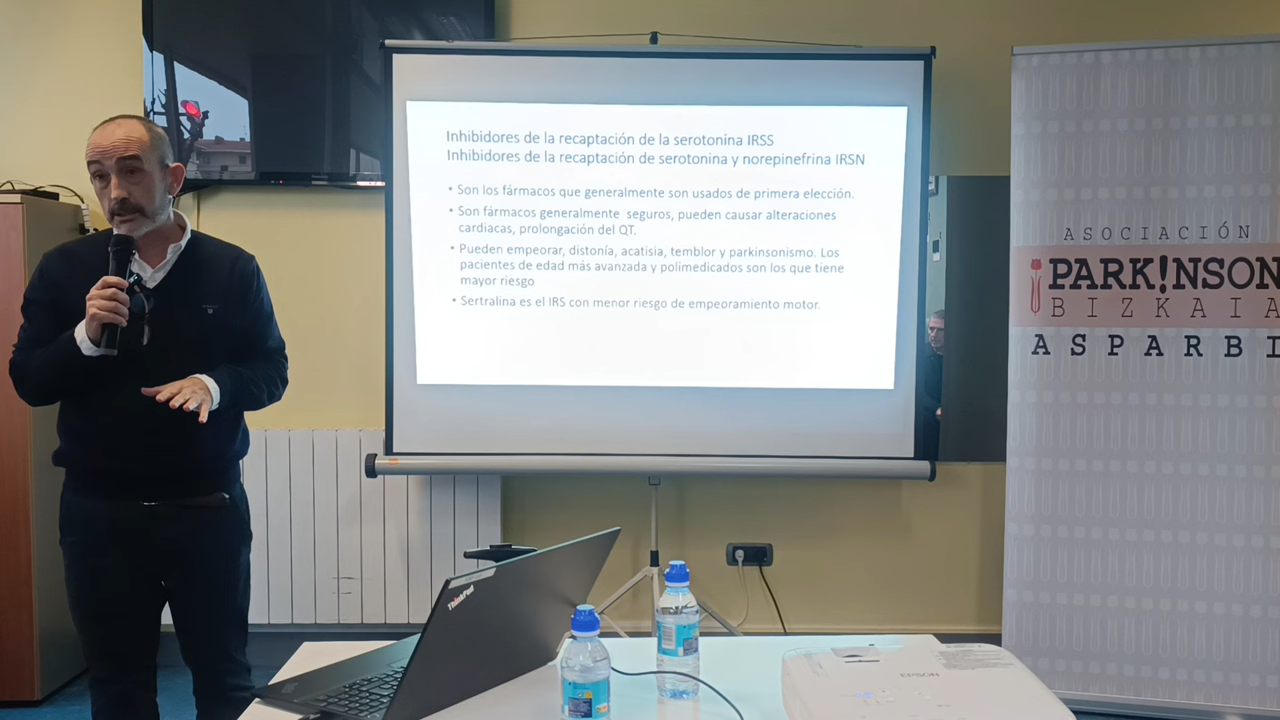 Inhibidores de la recaptación de la serotonina IRSS
Inhibidores de la recaptación de serotonina y norepinefrina IRSN
• Son los fármacos que generalmente son usados de primera elección.
• Son fármacos generalmente seguros, pueden causar alteraciones
cardiacas, prolongación del QT.
• Pueden empeorar, distonía, acatisia, temblor y parkinsonismo. Los
pacientes de edad más avanzada y polimedicados son los que tiene
mayor riesgo
• Sertralina es el IRS con menor riesgo de empeoramiento motor.
ASOCIACIÓN
PARK!NSON
BIZKAIA
ASPARBI
ThinkPad
EPSON